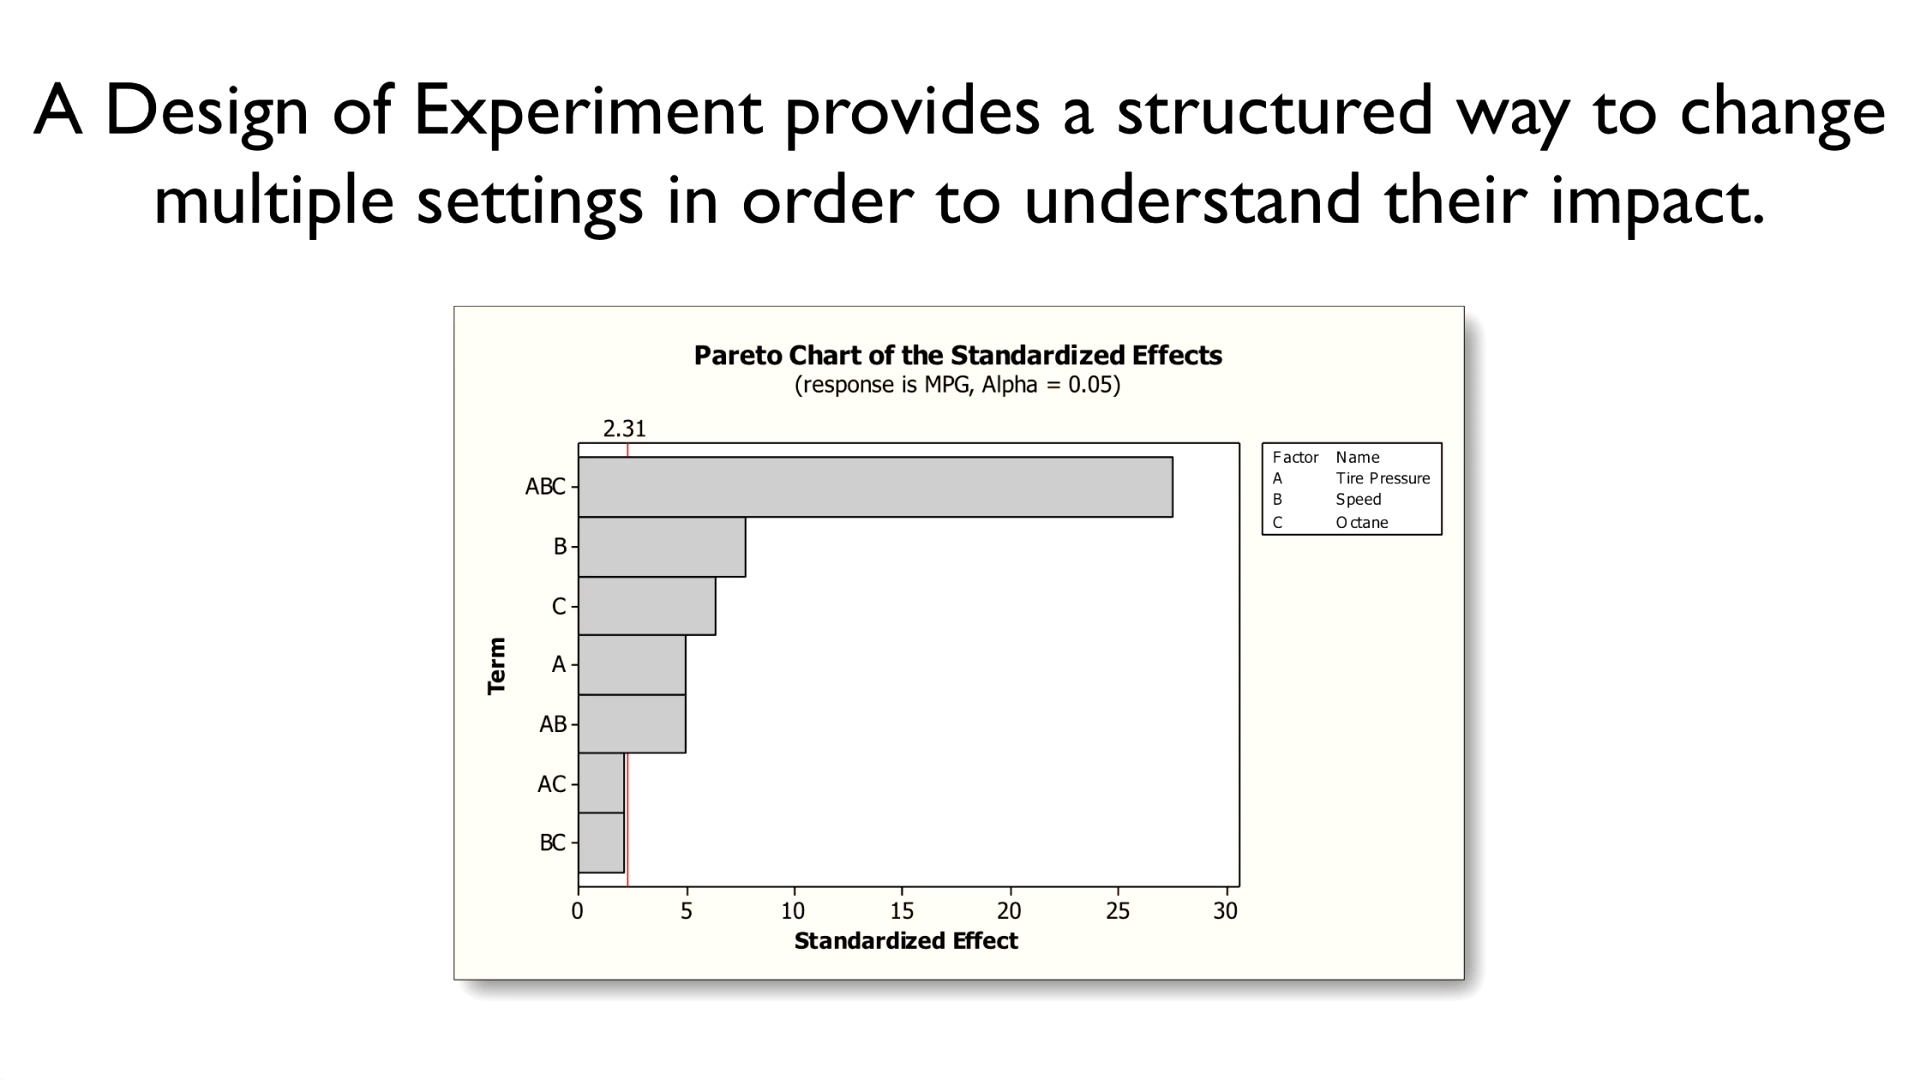 A Design of Experiment provides a structured way to change
multiple settings in order to understand their impact.
Pareto Chart of the Standardized Effects
(response is MPG, Alpha = 0.05)
2.31
Factor Name
A Tire Pressure
B Speed
C Octane
Term
ABC
B
C
A
AB
AC
BC
0 5 10 15 20 25 30
Standardized Effect